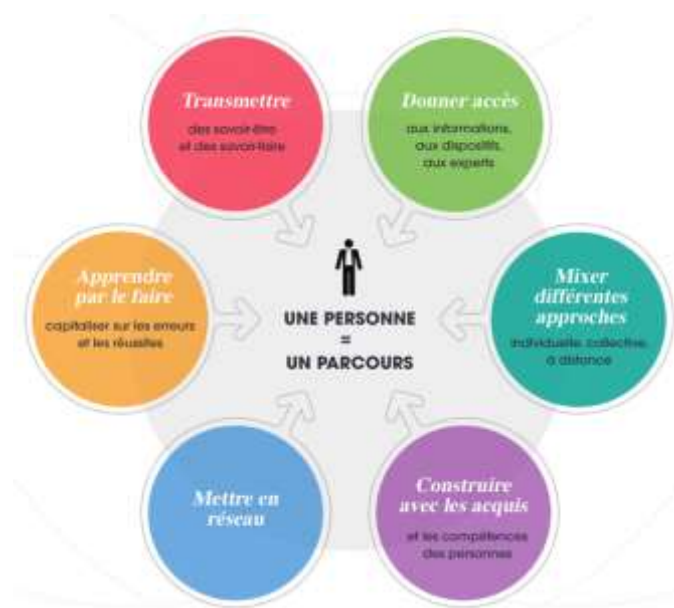 Transmettre
des savoir-être
et des savoir-faire
Donner accès
aux informations,
aux dispositifs,
aux experts
Apprendre
par le faire
capitaliser sur les erreurs
et les réussites
UNE PERSONNE
=
UN PARCOURS
Mixer
différentes
approches
individuelle, collective,
à distance
Mettre en
réseau
Construire
avec les acquis
et les compétences
des personnes